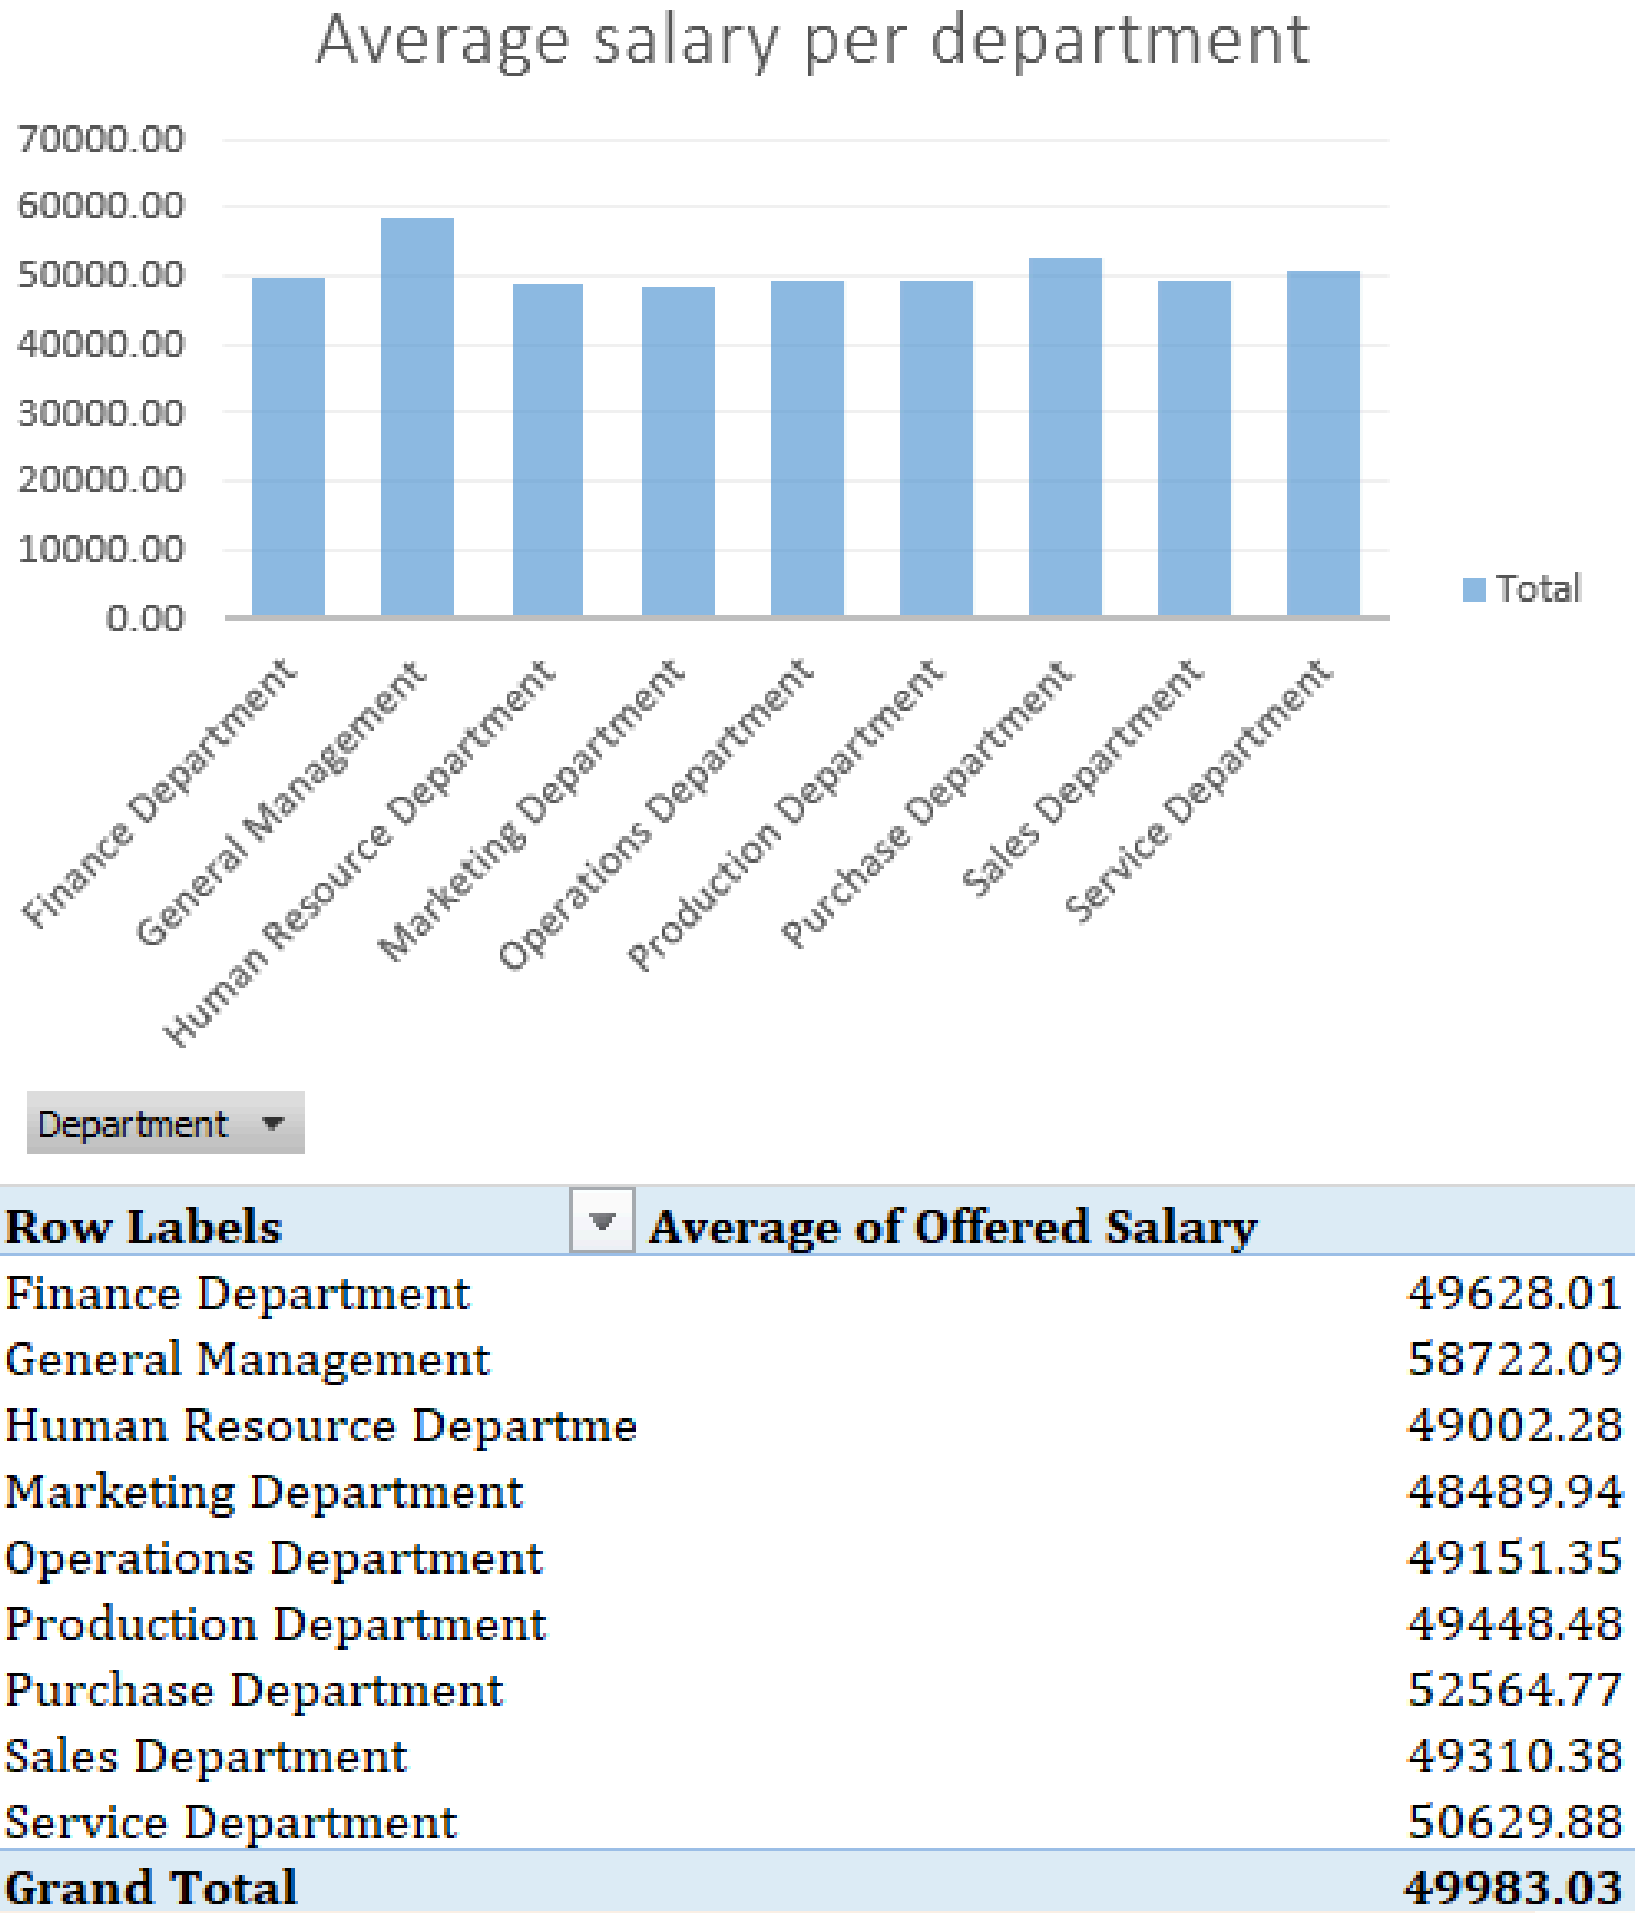 Average salary per department
70000.00
60000.00
50000.00
40000.00
30000.00
20000.00
10000.00
0.00
Total
Finance Department
General Management
Human Resource Department
Marketing Department
Operations Department
Production Department
Purchase Department
Sales Department
Service Department
Department
Row Labels Average of Offered Salary
Finance Department 49628.01
General Management 58722.09
Human Resource Departme 49002.28
Marketing Department 48489.94
Operations Department 49151.35
Production Department 49448.48
Purchase Department 52564.77
Sales Department 49310.38
Service Department 50629.88
Grand Total 49983.03